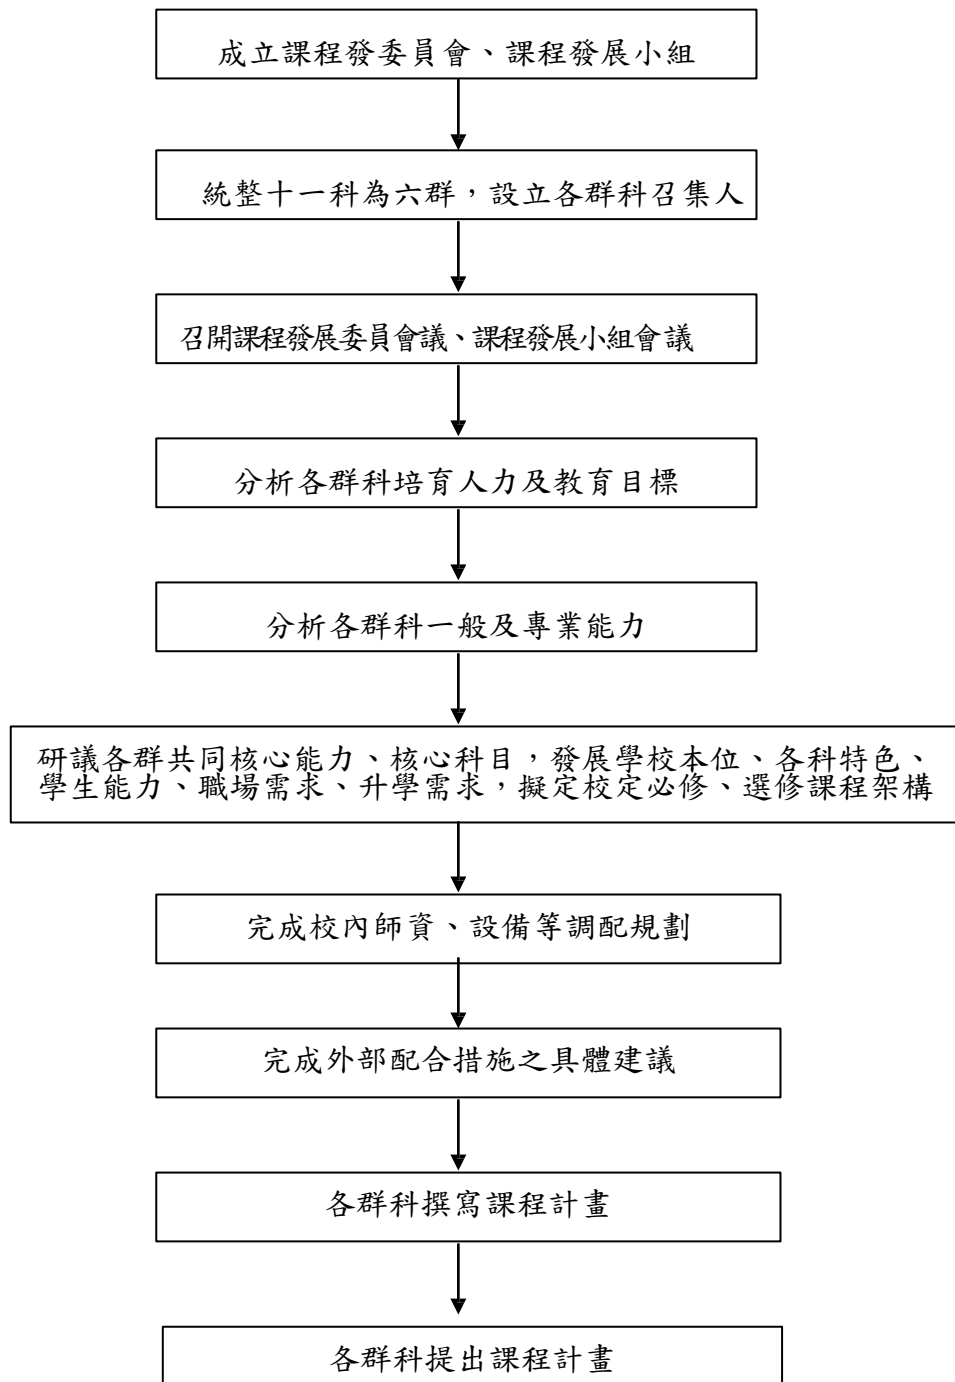 成立課程發委員會、課程發展小組
統整十一科為六群，設立各群科召集人
召開課程發展委員會議、課程發展小組會議
分析各群科培育人力及教育目標
分析各群科一般及專業能力
研議各群共同核心能力、核心科目，發展學校本位、各科特色、
學生能力、職場需求、升學需求，擬定校定必修、選修課程架構
完成校內師資、設備等調配規劃
完成外部配合措施之具體建議
各群科撰寫課程計畫
各群科提出課程計畫